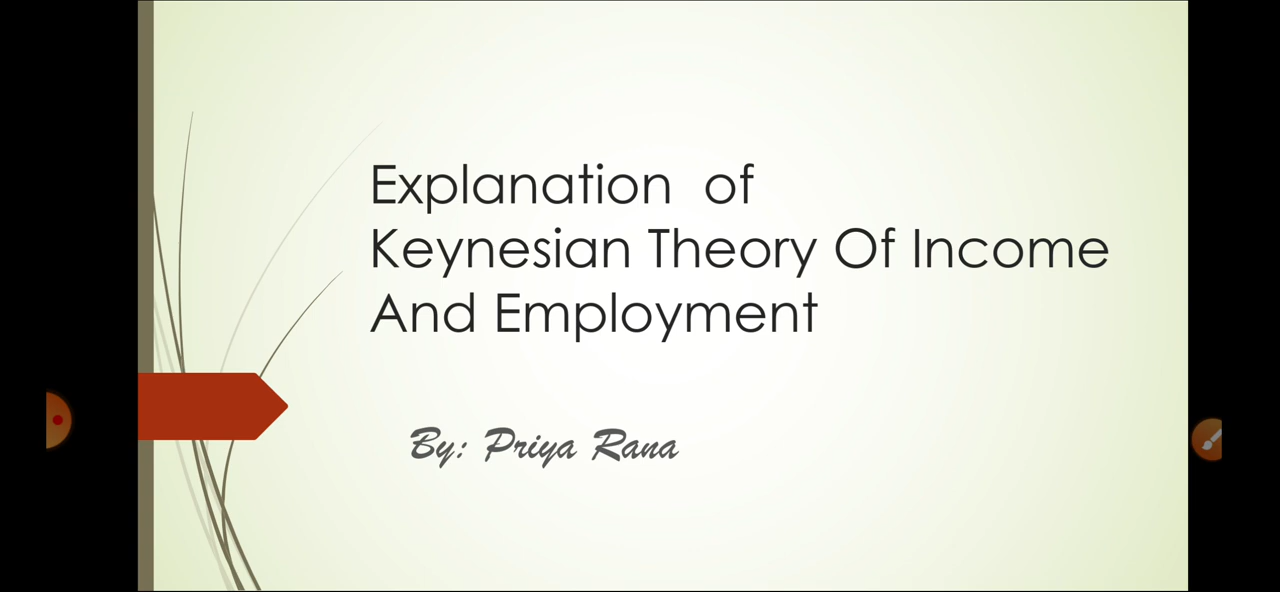 Explanation of
Keynesian Theory Of Income
And Employment
By: Priya Rana